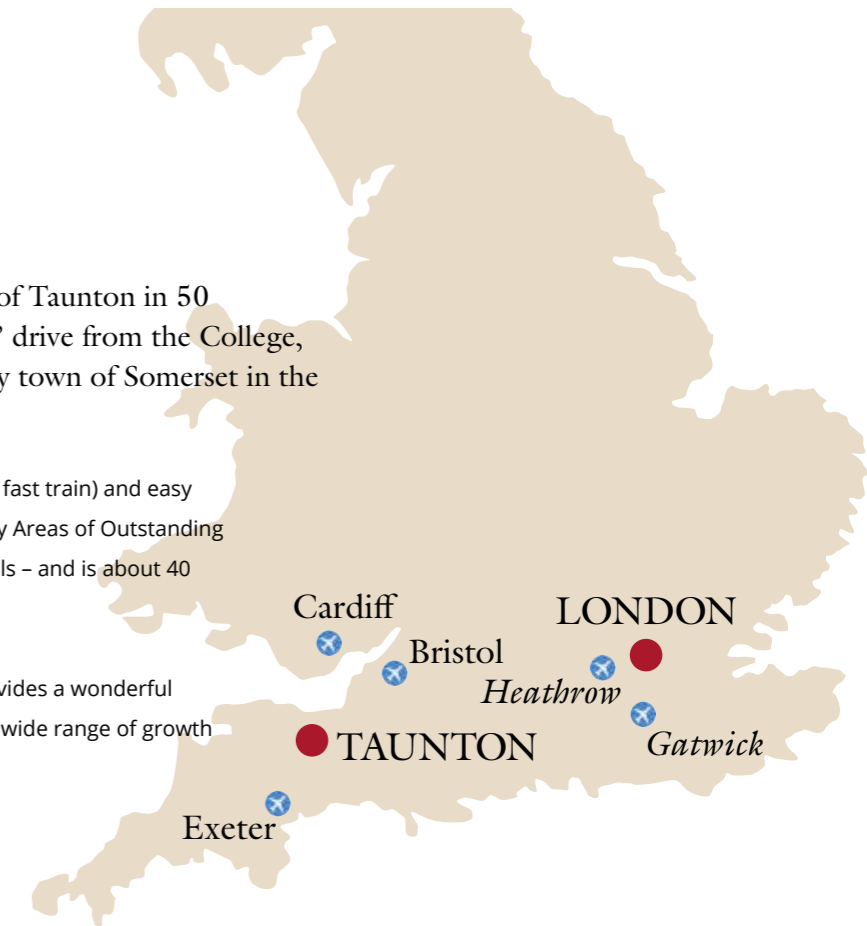 of Taunton in 50
’ drive from the College,
y town of Somerset in the
fast train) and easy
y Areas of Outstanding
ls – and is about 40
vides a wonderful
wide range of growth
Cardiff
LONDON
Bristol
Heathrow
TAUNTON
Gatwick
Exeter